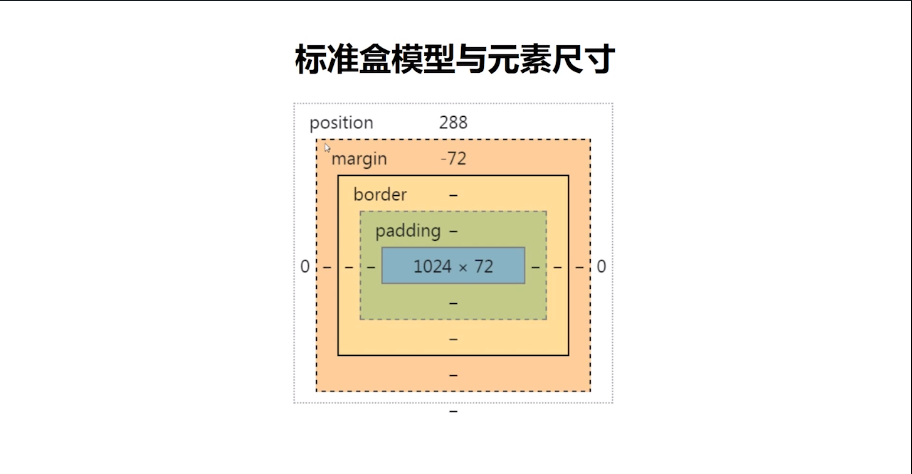 标准盒模型与元素尺寸
position 288
margin -72
border –
padding –
0 – – – 1024 × 72 – – – 0
–
–
–
–